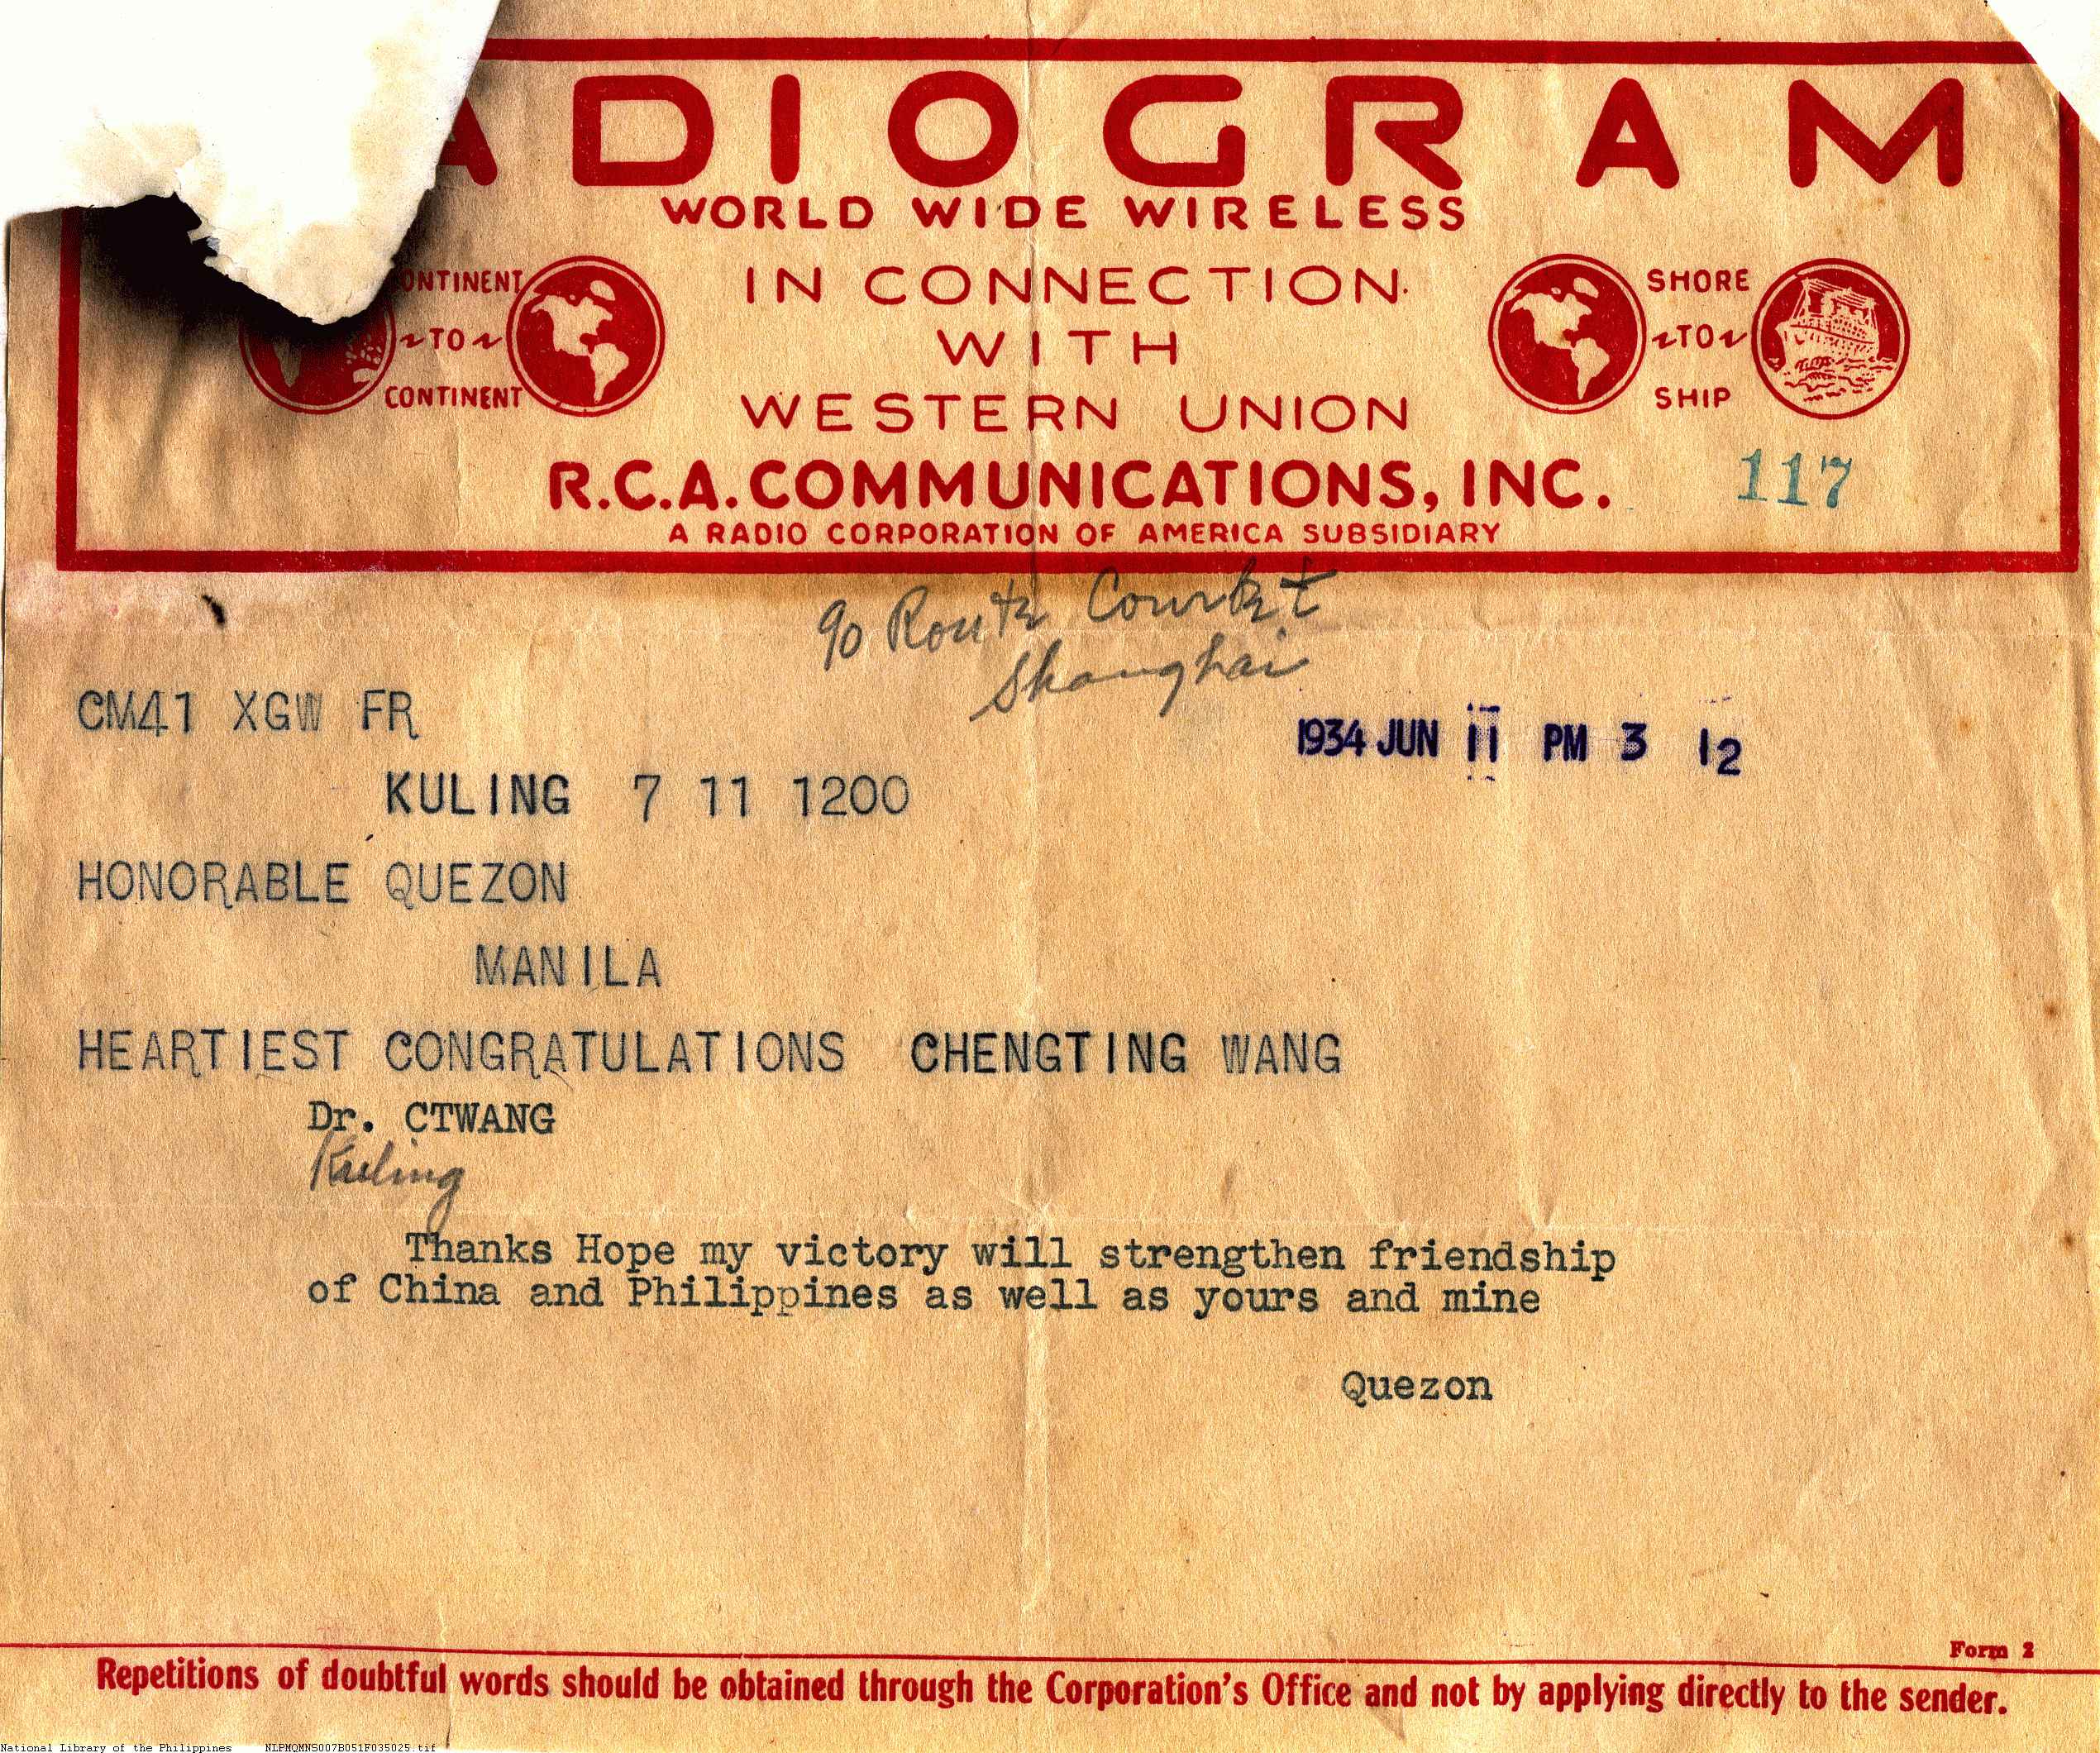 ADIOGRAM
WORLD WIDE WIRELESS
IN CONNECTION
WITH
WESTERN UNION
ONTINENT
TO
CONTINENT
SHORE
TO
SHIP
R.C.A. COMMUNICATIONS, INC.
117
A RADIO CORPORATION OF AMERICA SUBSIDIARY
90 Route Courbet
Shanghai
CM41 XGW FR
1934 JUN 11 PM 3 12
KULING 7 11 1200
HONORABLE QUEZON
MANILA
HEARTIEST CONGRATULATIONS CHENGTING WANG
Dr. CTWANG
Kuling
Thanks Hope my victory will strengthen friendship
of China and Philippines as well as yours and mine
Quezon
Form 2
Repetitions of doubtful words should be obtained through the Corporation's Office and not by applying directly to the sender.
National Library of the Philippines NLPMQMNS007B051F035025.tif